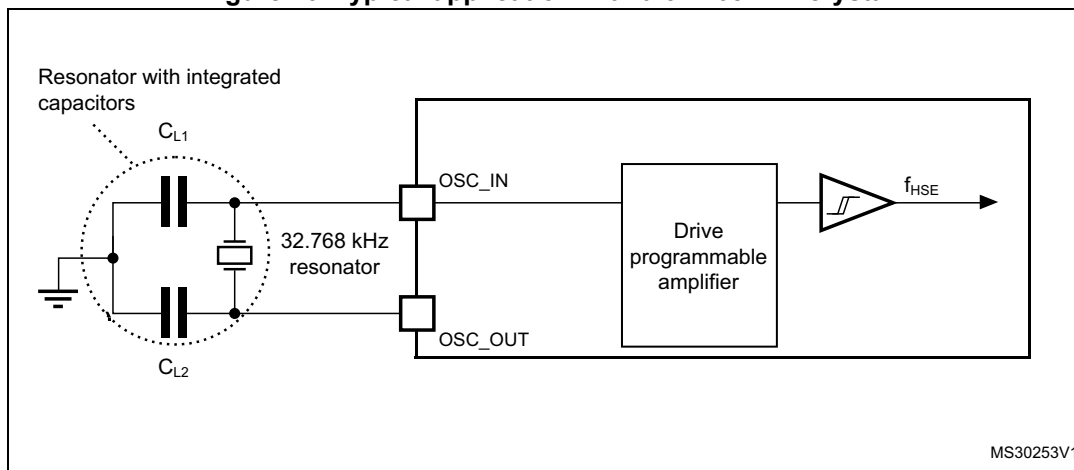 Resonator with integrated
capacitors
CL1
OSC_IN
fHSE
32.768 kHz
resonator
Drive
programmable
amplifier
OSC_OUT
CL2
MS30253V1